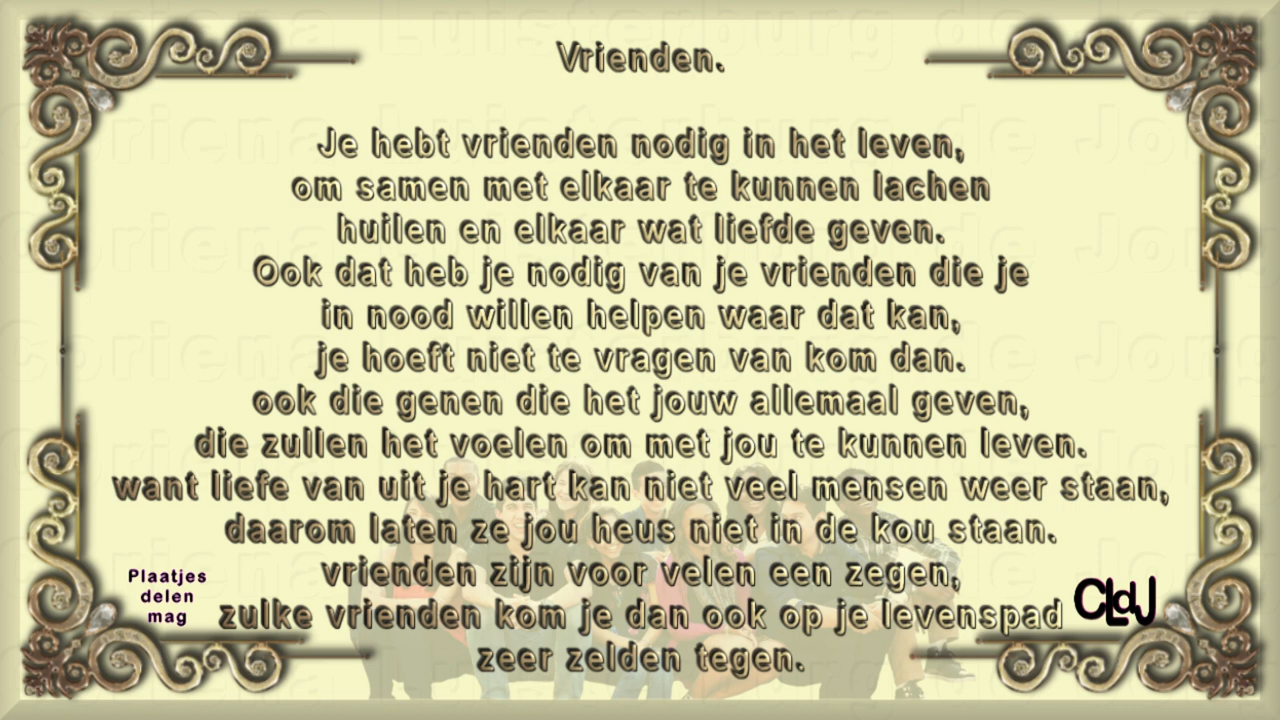 Vrienden.
Je hebt vrienden nodig in het leven,
om samen met elkaar te kunnen lachen
huilen en elkaar wat liefde geven.
Ook dat heb je nodig van je vrienden die je
in nood willen helpen waar dat kan,
je hoeft niet te vragen van kom dan.
ook die genen die het jouw allemaal geven,
die zullen het voelen om met jou te kunnen leven.
want liefe van uit je hart kan niet veel mensen weer staan,
daarom laten ze jou heus niet in de kou staan.
vrienden zijn voor velen een zegen,
zulke vrienden kom je dan ook op je levenspad
zeer zelden tegen.
Plaatjes
delen
mag
CLdJ